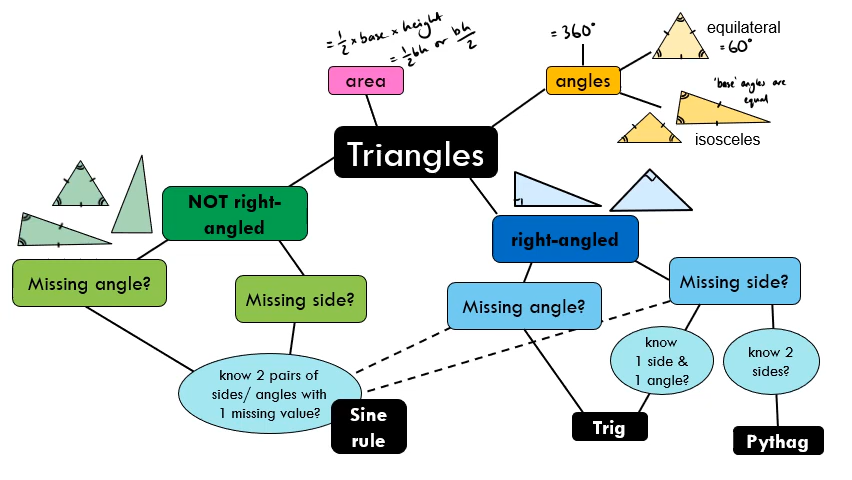 = 1/2 × base × height
= 1/2 bh or bh/2
= 360°
equilateral
= 60°
area
angles
'base' angles are
equal
isosceles
Triangles
NOT right-
angled
right-angled
Missing angle?
Missing side?
Missing angle?
Missing side?
know 2 pairs of
sides/ angles with
1 missing value?
know
1 side &
1 angle?
know 2
sides?
Sine
rule
Trig
Pythag